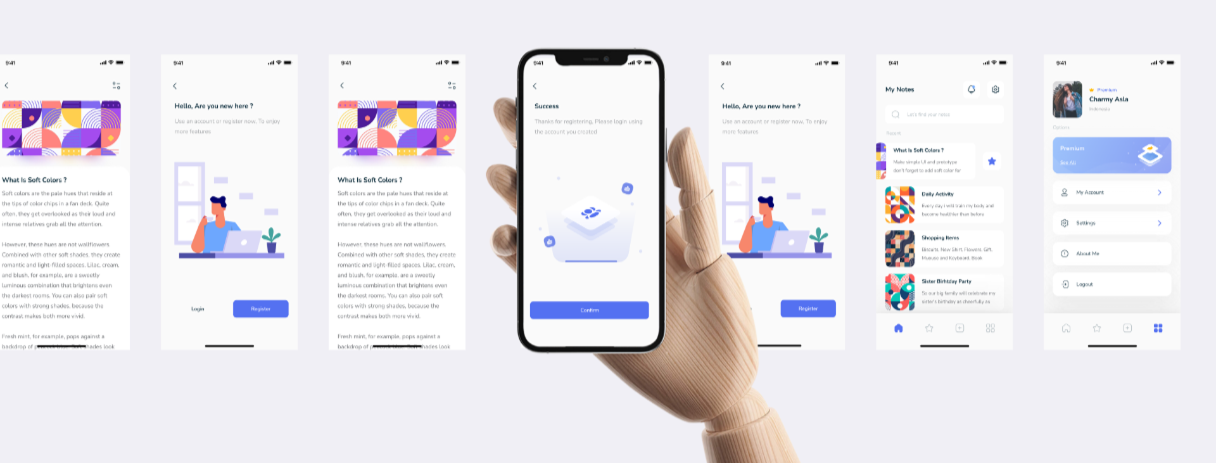 9:41
What Is Soft Colors ?
Soft colors are the pale hues that reside at
the tips of color chips in a fan deck. Quite
often, they get overlooked as their loud and
intense relatives grab all the attention.
However, these hues are not wallflowers.
Combined with other soft shades, they create
romantic and light-filled spaces. Lilac, cream,
and blush, for example, are a sweetly
luminous combination that brightens even
the darkest rooms. You can also pair soft
colors with strong shades, because the
contrast makes both more vivid.
Fresh mint, for example, pops against a
backdrop of
shades look
9:41
Hello, Are you new here ?
Use an account or register now. To enjoy
more features
Login
Register
9:41
What Is Soft Colors ?
Soft colors are the pale hues that reside at
the tips of color chips in a fan deck. Quite
often, they get overlooked as their loud and
intense relatives grab all the attention.
However, these hues are not wallflowers.
Combined with other soft shades, they create
romantic and light-filled spaces. Lilac, cream,
and blush, for example, are a sweetly
luminous combination that brightens even
the darkest rooms. You can also pair soft
colors with strong shades, because the
contrast makes both more vivid.
Fresh mint, for example, pops against a
backdrop of
shades look
9:41
Success
Thanks for registering. Please login using
the account you created
Confirm
9:41
Hello, Are you new here ?
Use an account or register now. To enjoy
more features
Register
9:41
My Notes
Let's find your notes
Recent
What Is Soft Colors ?
Make simple UI and prototype
don't forget to add soft color for
Daily Activity
Every day I will train my body and
become healthier than before
Shopping Items
Biscuits, New Skirt, Flowers, Gift,
Mouse and Keyboard, Book
Sister Birthday Party
To our big family will celebrate my
sister's birthday as cheerfully as
9:41
Premium
Charmy Asla
Indonesia
Options
Premium
My Account
Settings
About Me
Logout